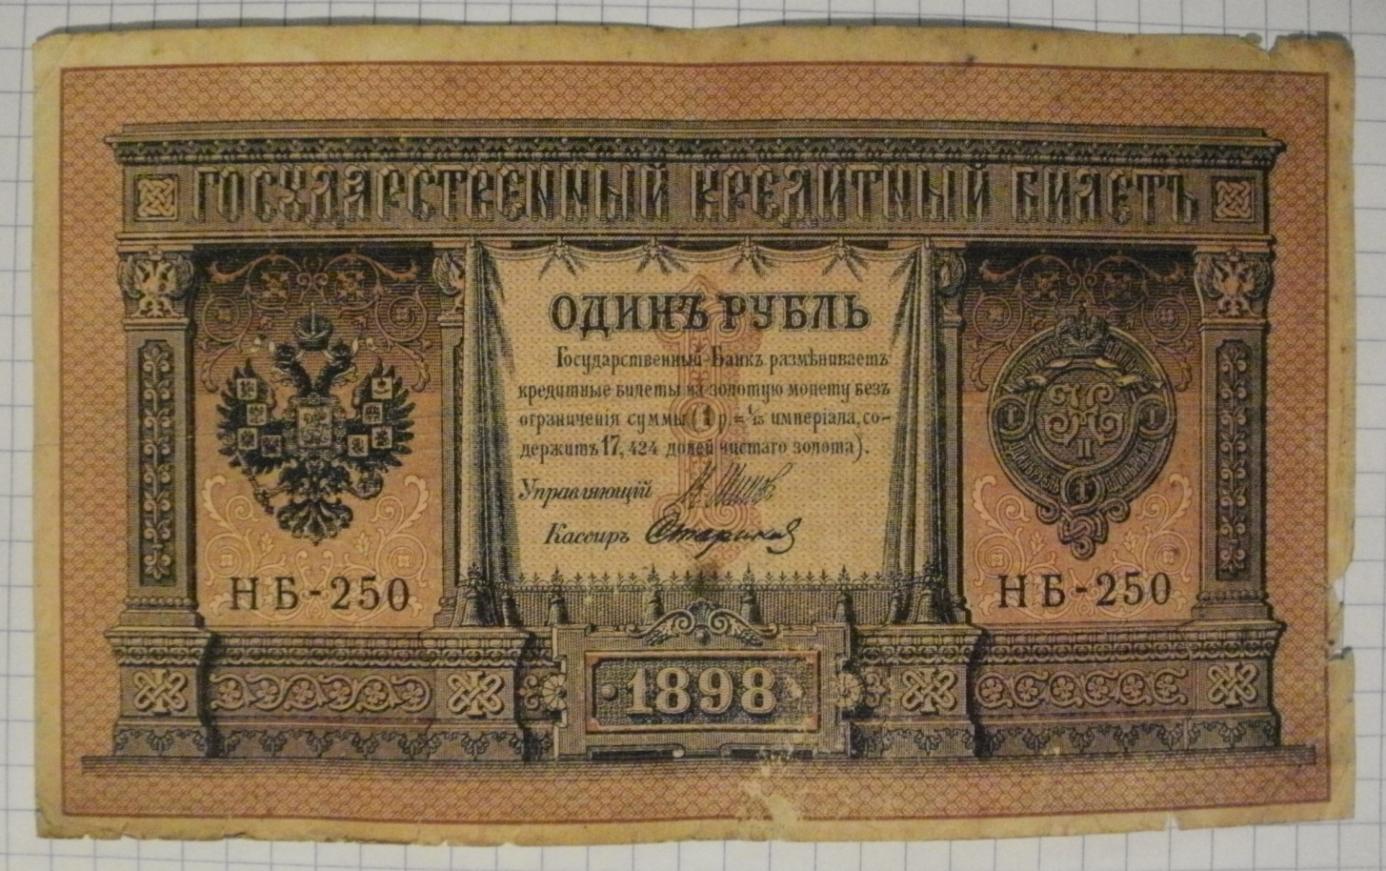 ГОСУДАРСТВЕННЫЙ КРЕДИТНЫЙ БИЛЕТЪ
ОДИНЪ РУБЛЬ
Государственный Банкъ размѣниваетъ
кредитные билеты на золотую монету безъ
ограниченія суммы (1 р. = 1/15 имперіала, со-
держитъ 17,424 долей чистаго золота).
Управляющій
Кассиръ
НБ-250
НБ-250
1898